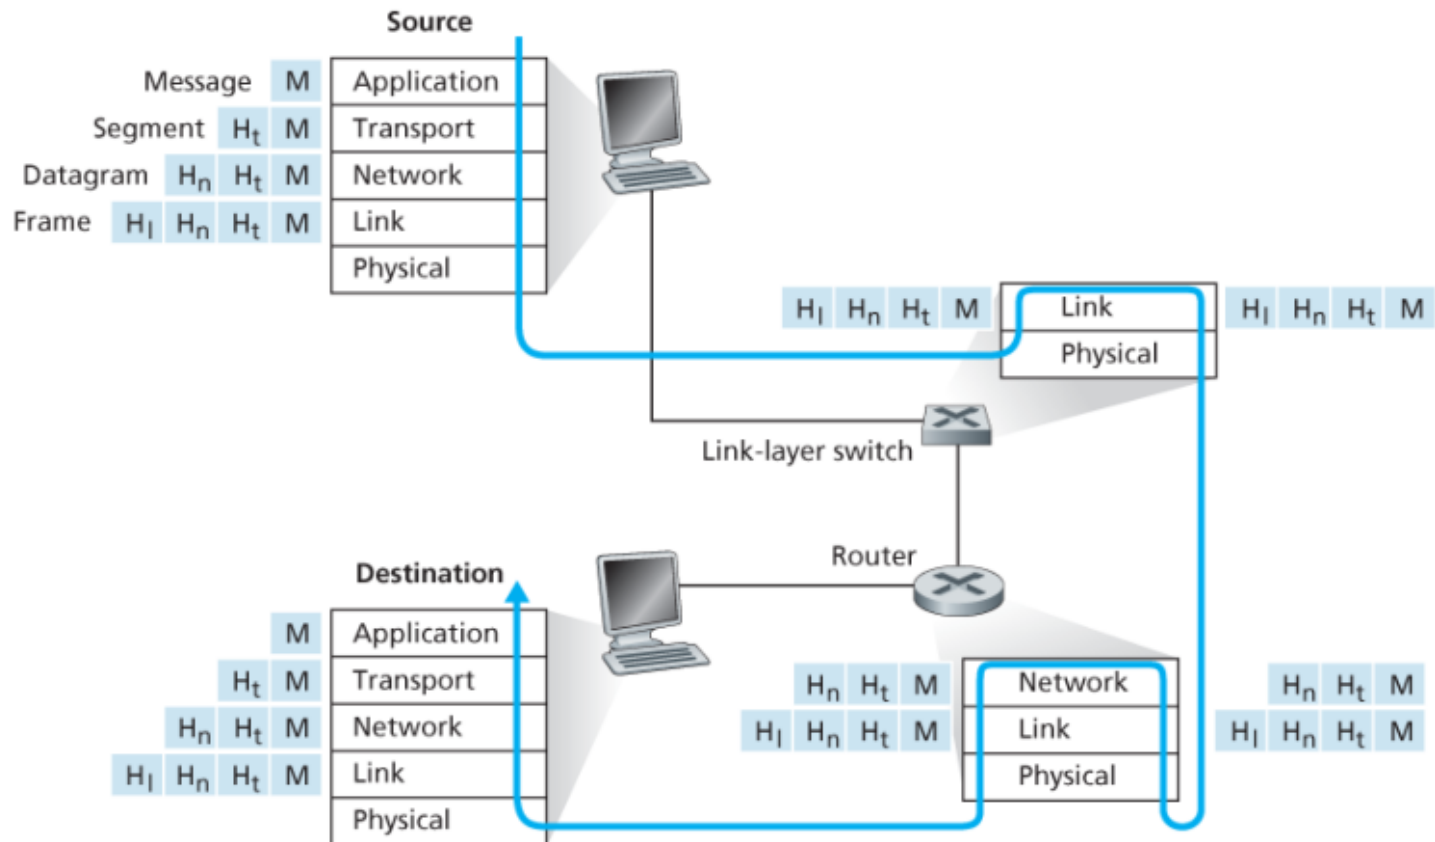 Source
Message M Application
Segment Ht M Transport
Datagram Hn Ht M Network
Frame Hl Hn Ht M Link
Physical
Hl Hn Ht M Link Hl Hn Ht M
Physical
Link-layer switch
Router
Destination
M Application
Ht M Transport
Hn Ht M Network
Hl Hn Ht M Link
Physical
Hn Ht M Network Hn Ht M
Hl Hn Ht M Link Hl Hn Ht M
Physical